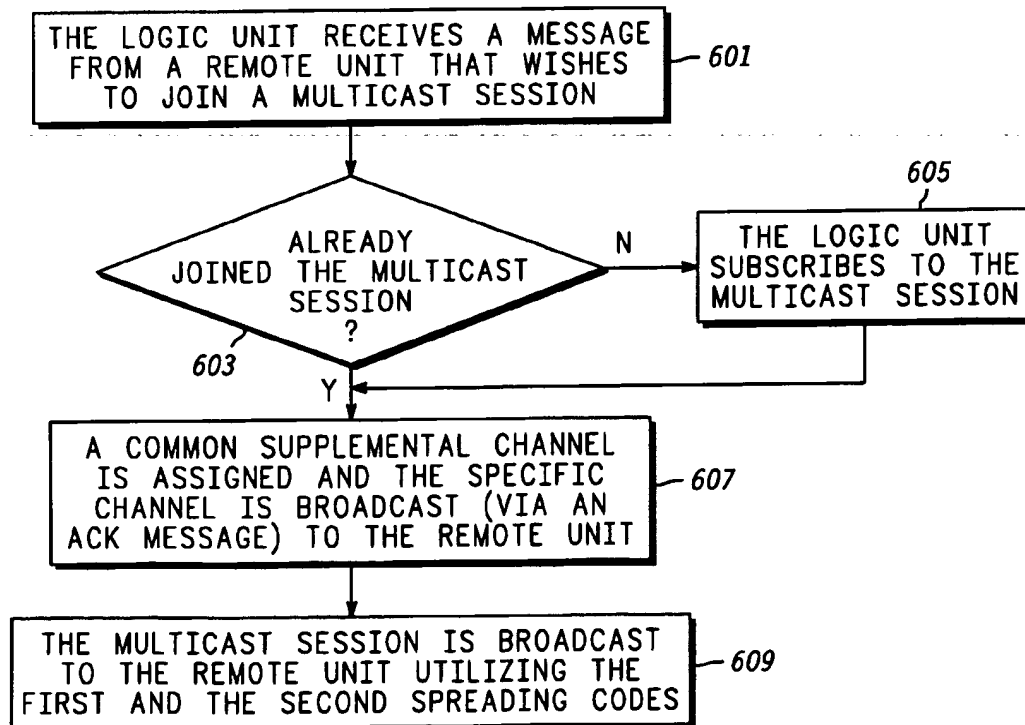 THE LOGIC UNIT RECEIVES A MESSAGE
FROM A REMOTE UNIT THAT WISHES
TO JOIN A MULTICAST SESSION
601
ALREADY
JOINED THE MULTICAST
SESSION
?
603
N
605
THE LOGIC UNIT
SUBSCRIBES TO THE
MULTICAST SESSION
Y
A COMMON SUPPLEMENTAL CHANNEL
IS ASSIGNED AND THE SPECIFIC
CHANNEL IS BROADCAST (VIA AN
ACK MESSAGE) TO THE REMOTE UNIT
607
THE MULTICAST SESSION IS BROADCAST
TO THE REMOTE UNIT UTILIZING THE
FIRST AND THE SECOND SPREADING CODES
609